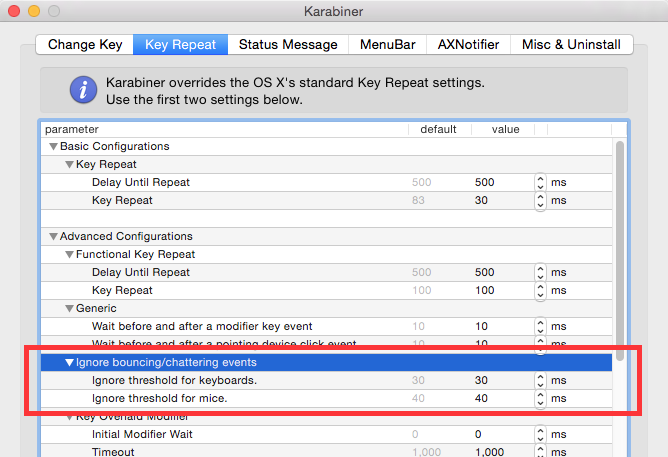 Karabiner
Change Key Key Repeat Status Message MenuBar AXNotifier Misc & Uninstall
Karabiner overrides the OS X's standard Key Repeat settings.
Use the first two settings below.
parameter default value
Basic Configurations
Key Repeat
Delay Until Repeat 500 500 ms
Key Repeat 83 30 ms
Advanced Configurations
Functional Key Repeat
Delay Until Repeat 500 500 ms
Key Repeat 100 100 ms
Generic
Wait before and after a modifier key event 10 10 ms
Wait before and after a pointing device click event 10 10 ms
Ignore bouncing/chattering events
Ignore threshold for keyboards. 30 30 ms
Ignore threshold for mice. 40 40 ms
Key Overlaid Modifier
Initial Modifier Wait 0 0 ms
Timeout 1,000 1,000 ms